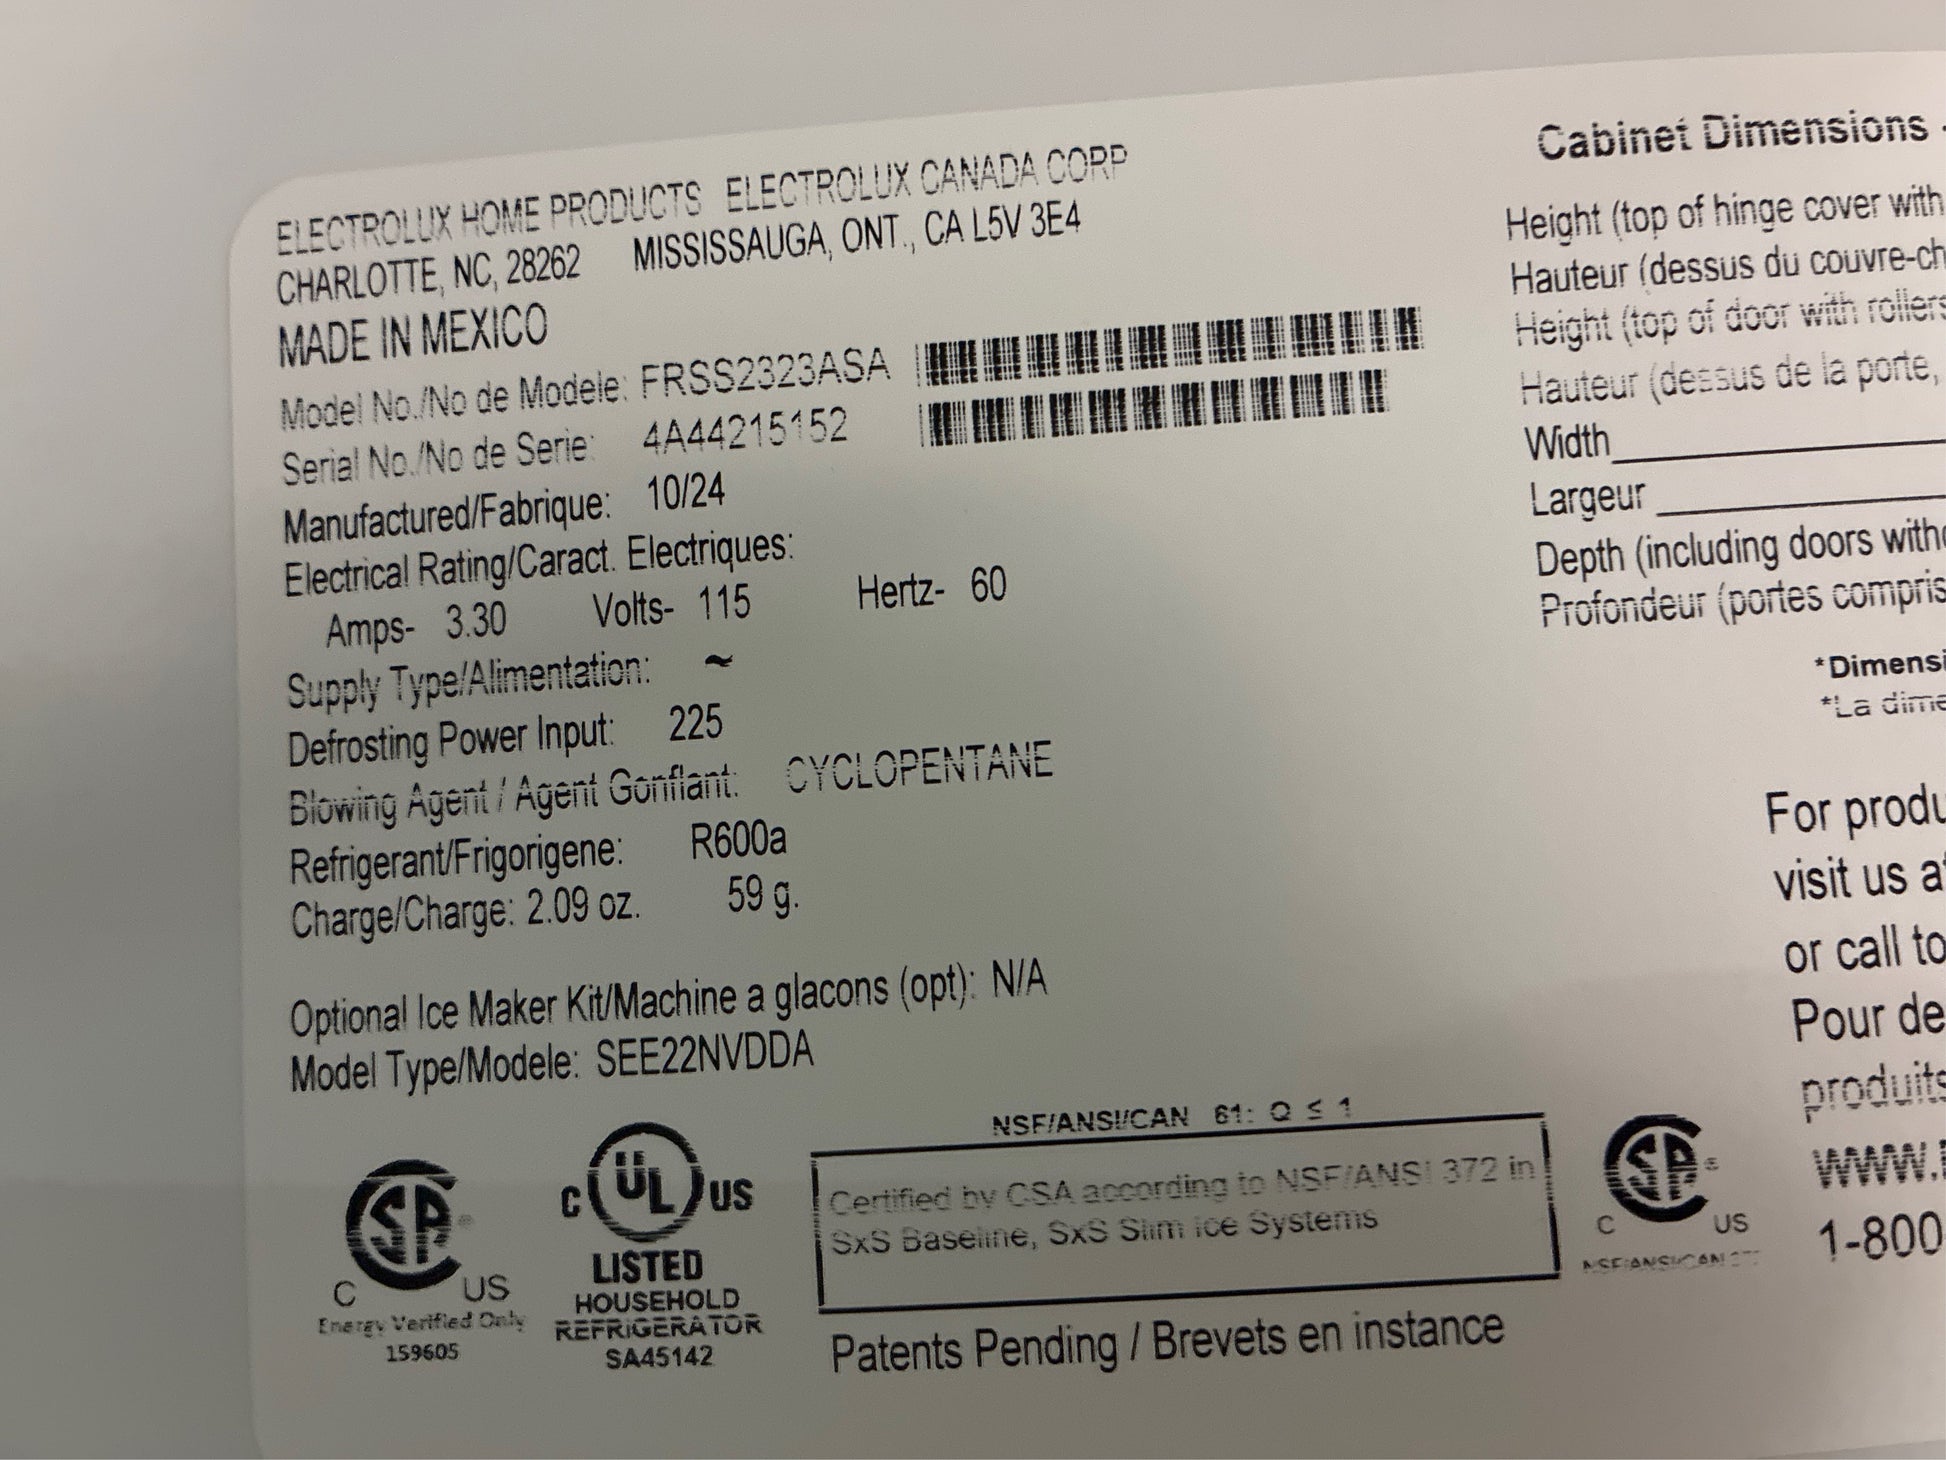 ELECTROLUX HOME PRODUCTS ELECTROLUX CANADA CORP
CHARLOTTE, NC, 28262 MISSISSAUGA, ONT., CA L5V 3E4
MADE IN MEXICO
Model No./No de Modele: FRSS2323ASA
Serial No./No de Serie: 4A44215152
Manufactured/Fabrique: 10/24
Electrical Rating/Caract. Electriques:
Amps- 3.30 Volts- 115 Hertz- 60
Supply Type/Alimentation: ~
Defrosting Power Input: 225
Blowing Agent / Agent Gonflant: CYCLOPENTANE
Refrigerant/Frigorigene: R600a
Charge/Charge: 2.09 oz. 59 g.
Optional Ice Maker Kit/Machine a glacons (opt): N/A
Model Type/Modele: SEE22NVDDA
C US
Energy Verified Only
159605
C UL US
LISTED
HOUSEHOLD
REFRIGERATOR
SA45142
NSF/ANSI/CAN 61: Q ≤ 1
Certified by CSA according to NSF/ANSI 372 in
SxS Baseline, SxS Slim Ice Systems
Patents Pending / Brevets en instance
C US
NSF/ANSI/CAN
Cabinet Dimensions -
Height (top of hinge cover with
Hauteur (dessus du couvre-ch
Height (top of door with rollers
Hauteur (dessus de la porte,
Width
Largeur
Depth (including doors witho
Profondeur (portes compris
*Dimensi
*La dime
For produ
visit us a
or call to
Pour de
produits
www.
1-800